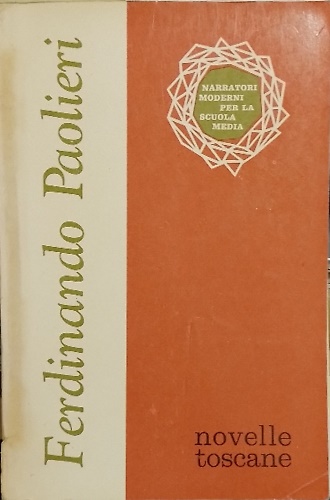 Ferdinando Paolieri
NARRATORI
MODERNI
PER LA
SCUOLA
MEDIA
novelle
toscane